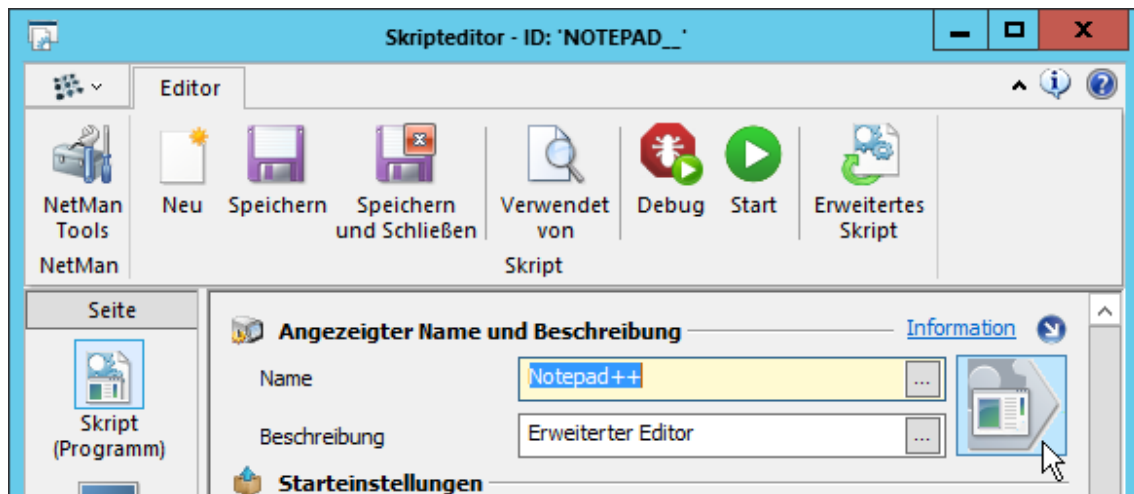 Skripteditor - ID: 'NOTEPAD__'
Editor
NetMan Tools
Neu
Speichern
Speichern und Schließen
Verwendet von
Debug
Start
Erweitertes Skript
NetMan
Skript
Seite
Skript (Programm)
Angezeigter Name und Beschreibung
Information
Name
Notepad++
...
Beschreibung
Erweiterter Editor
...
Starteinstellungen